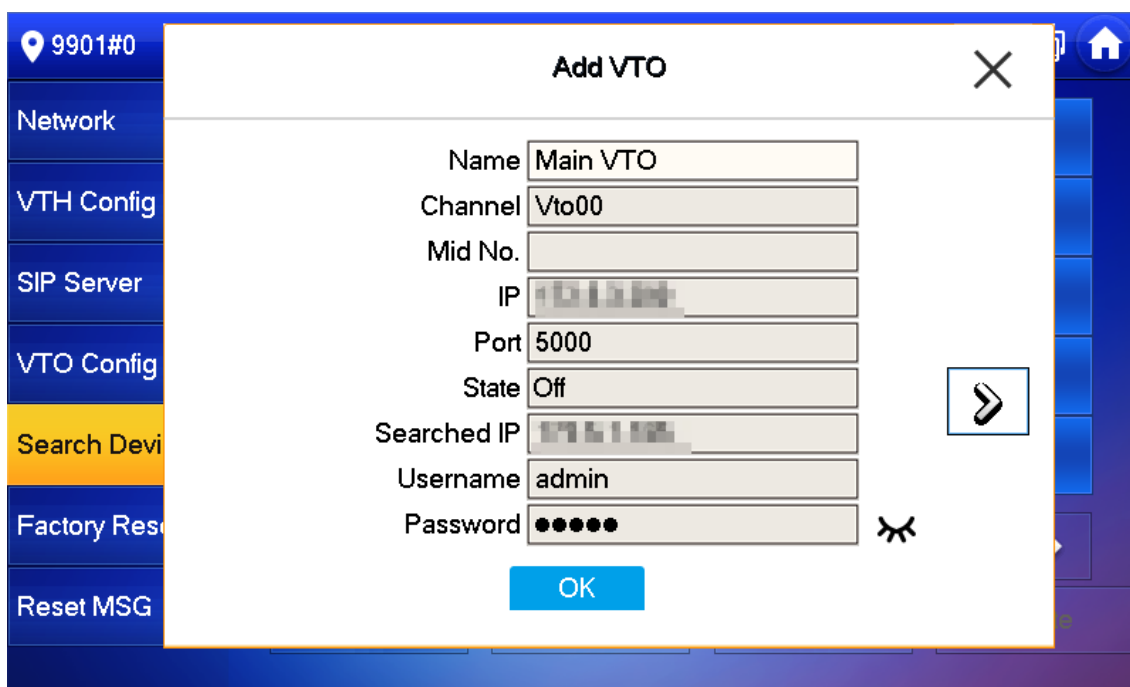 9901#0
Add VTO
Network
VTH Config
SIP Server
VTO Config
Search Devi
Factory Res
Reset MSG
Name Main VTO
Channel Vto00
Mid No.
IP
Port 5000
State Off
Searched IP
Username admin
Password ●●●●●
OK